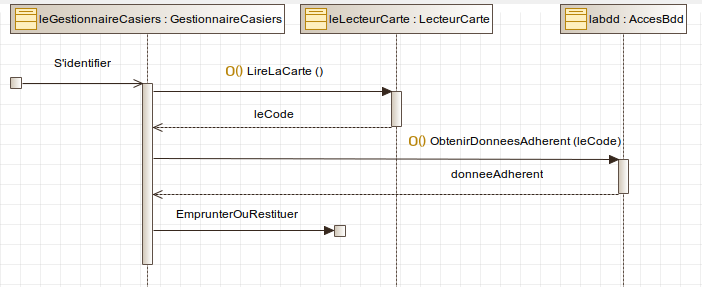 leGestionnaireCasiers : GestionnaireCasiers
leLecteurCarte : LecteurCarte
labdd : AccesBdd
S'identifier
O() LireLaCarte ()
leCode
O() ObtenirDonneesAdherent (leCode)
donneeAdherent
EmprunterOuRestituer